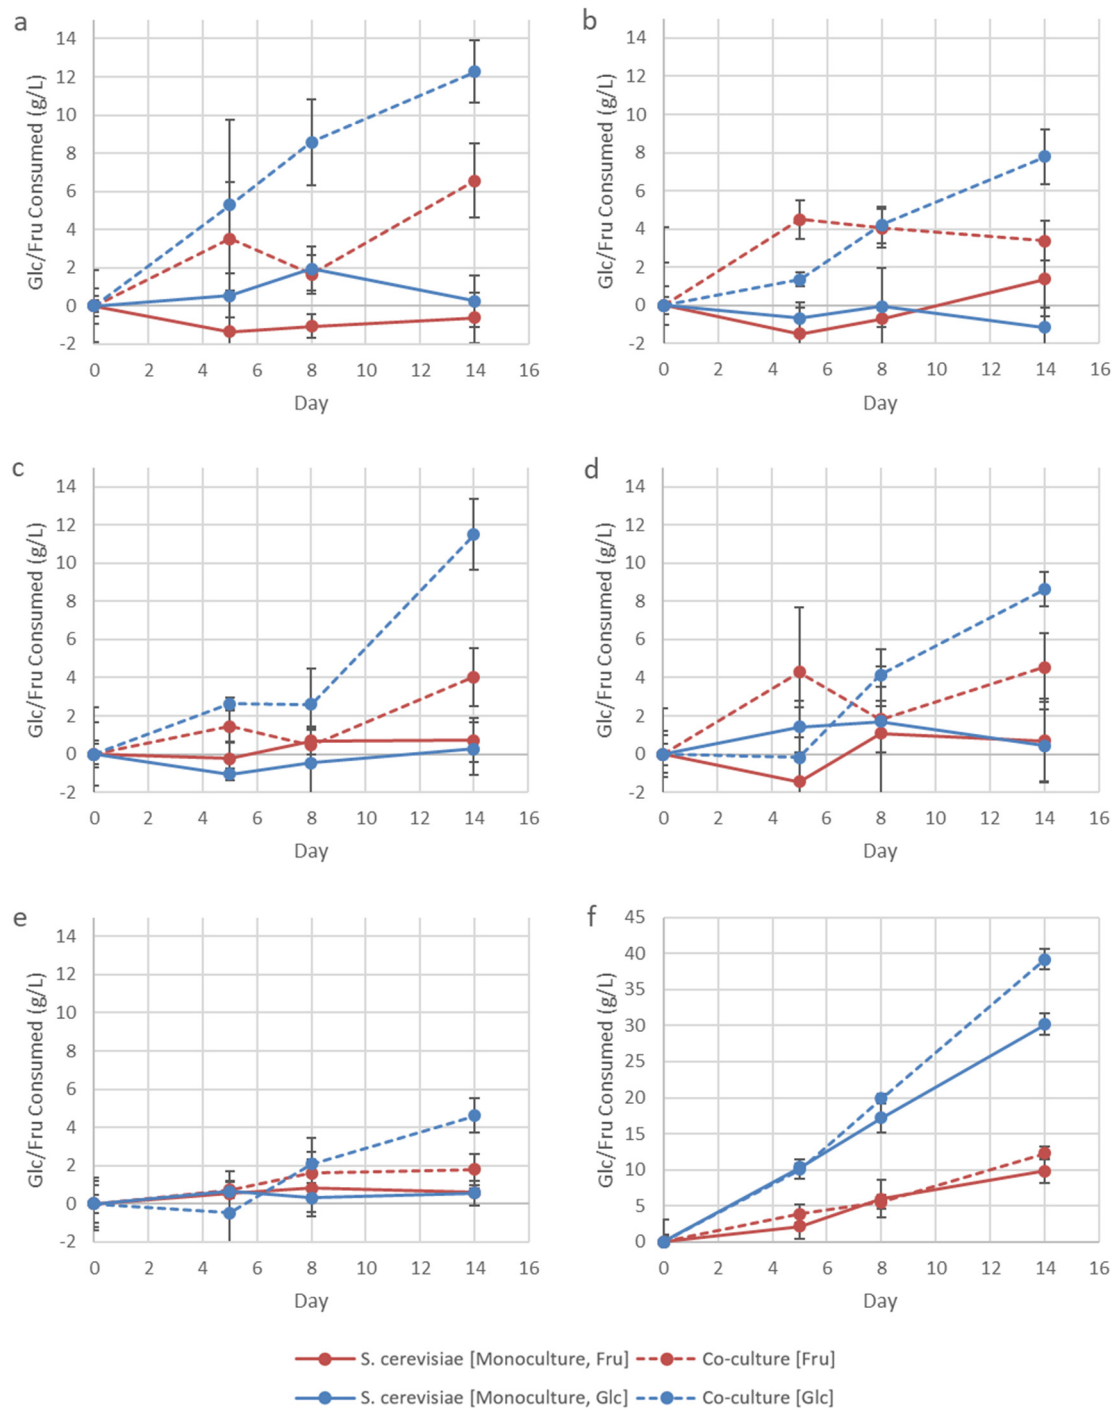 a
Glc/Fru Consumed (g/L)
14
12
10
8
6
4
2
0
-2
0 2 4 6 8 10 12 14 16
Day
b
Glc/Fru Consumed (g/L)
14
12
10
8
6
4
2
0
-2
0 2 4 6 8 10 12 14 16
Day
c
Glc/Fru Consumed (g/L)
14
12
10
8
6
4
2
0
-2
0 2 4 6 8 10 12 14 16
Day
d
Glc/Fru Consumed (g/L)
14
12
10
8
6
4
2
0
-2
0 2 4 6 8 10 12 14 16
Day
e
Glc/Fru Consumed (g/L)
14
12
10
8
6
4
2
0
-2
0 2 4 6 8 10 12 14 16
Day
f
Glc/Fru Consumed (g/L)
45
40
35
30
25
20
15
10
5
0
0 2 4 6 8 10 12 14 16
Day
S. cerevisiae [Monoculture, Fru] Co-culture [Fru]
S. cerevisiae [Monoculture, Glc] Co-culture [Glc]